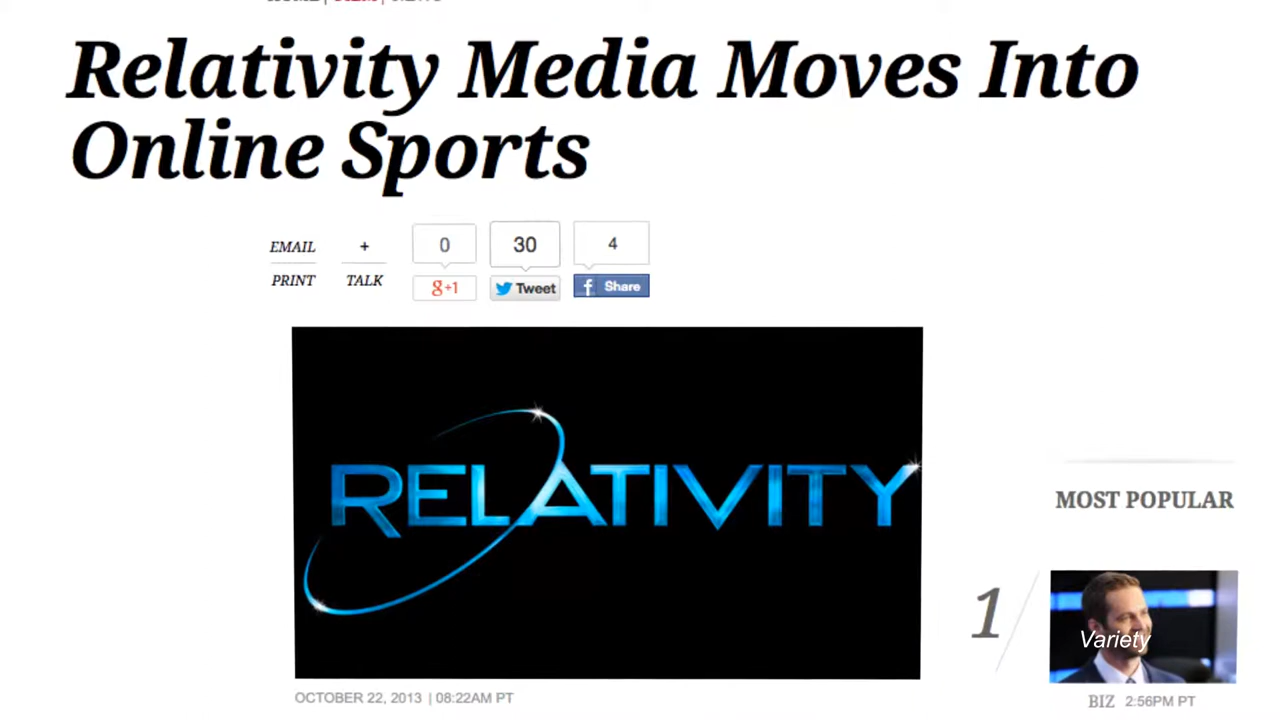 Relativity Media Moves Into
Online Sports
EMAIL
+
0
30
4
PRINT
TALK
g+1
Tweet
f Share
RELATIVITY
MOST POPULAR
1
Variety
OCTOBER 22, 2013 | 08:22AM PT
BIZ 2:56PM PT